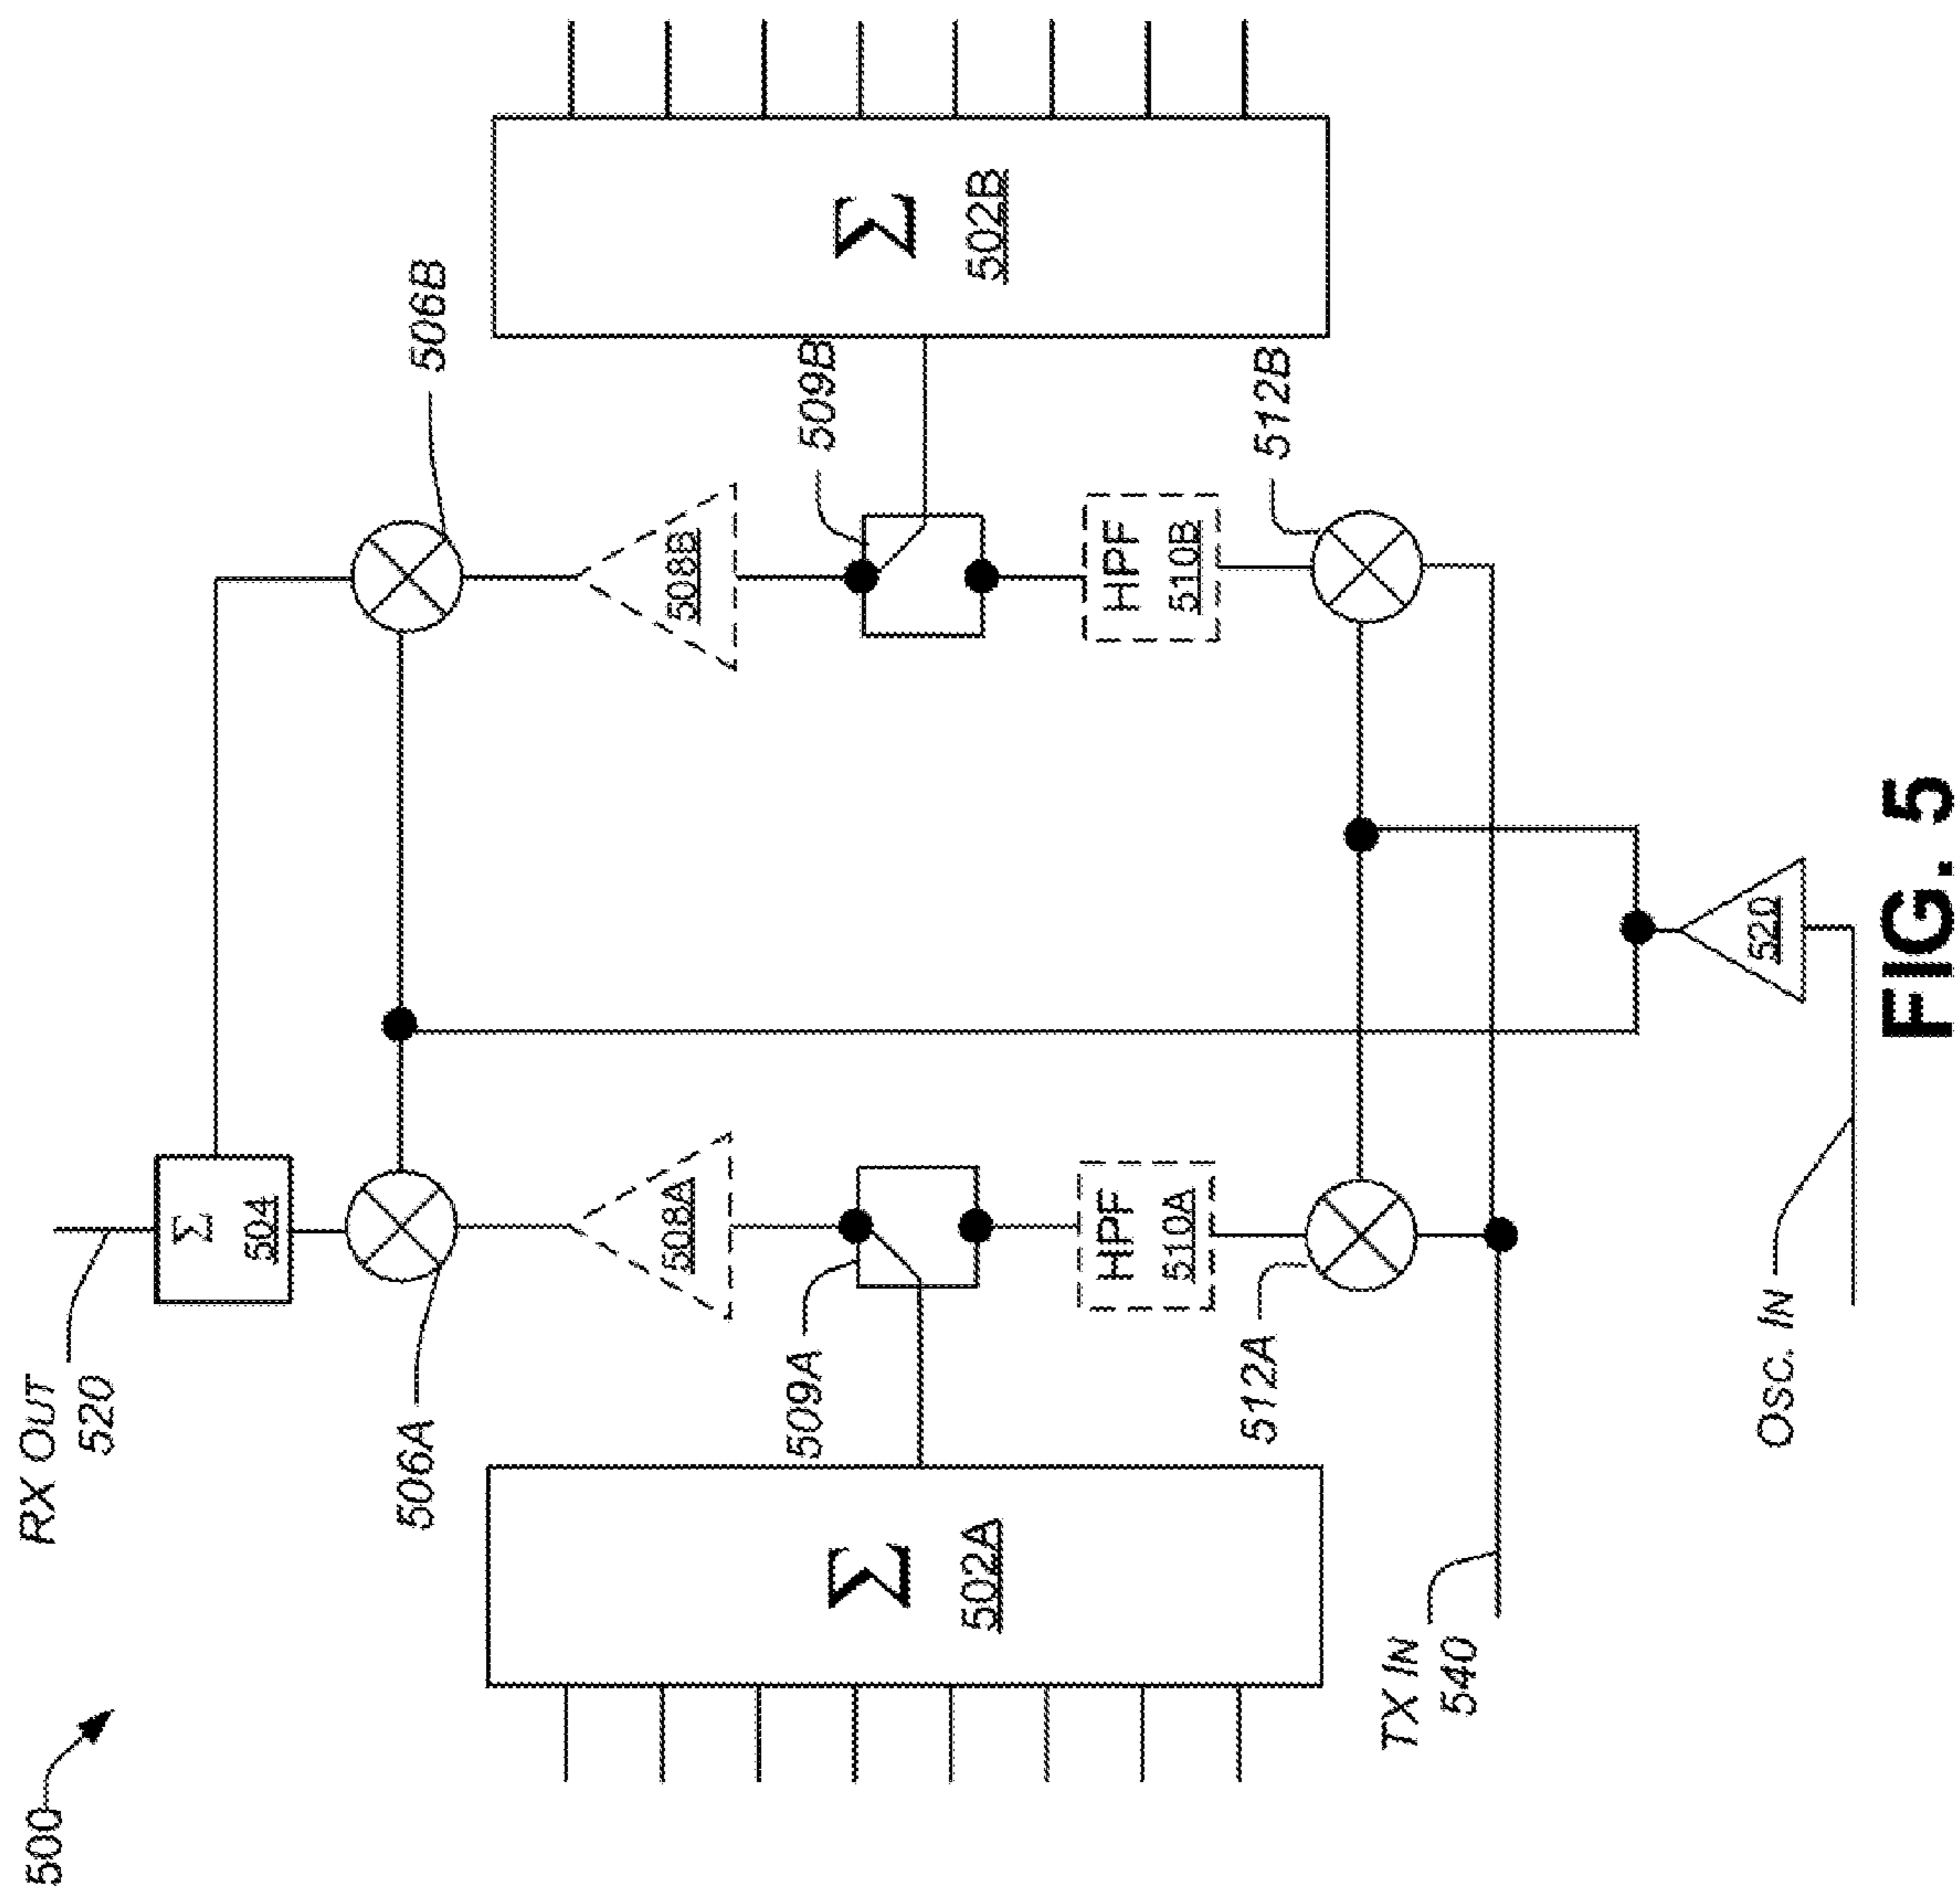 500
RX OUT
520
Σ
504
506A
506B
508A
508B
509A
509B
Σ
502A
Σ
502B
HPF
510A
HPF
510B
512A
512B
TX IN
540
OSC. IN
520
FIG. 5